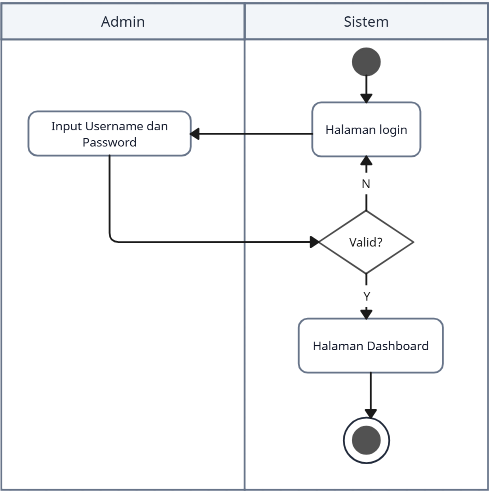 Admin
Sistem
Halaman login
Input Username dan
Password
N
Valid?
Y
Halaman Dashboard